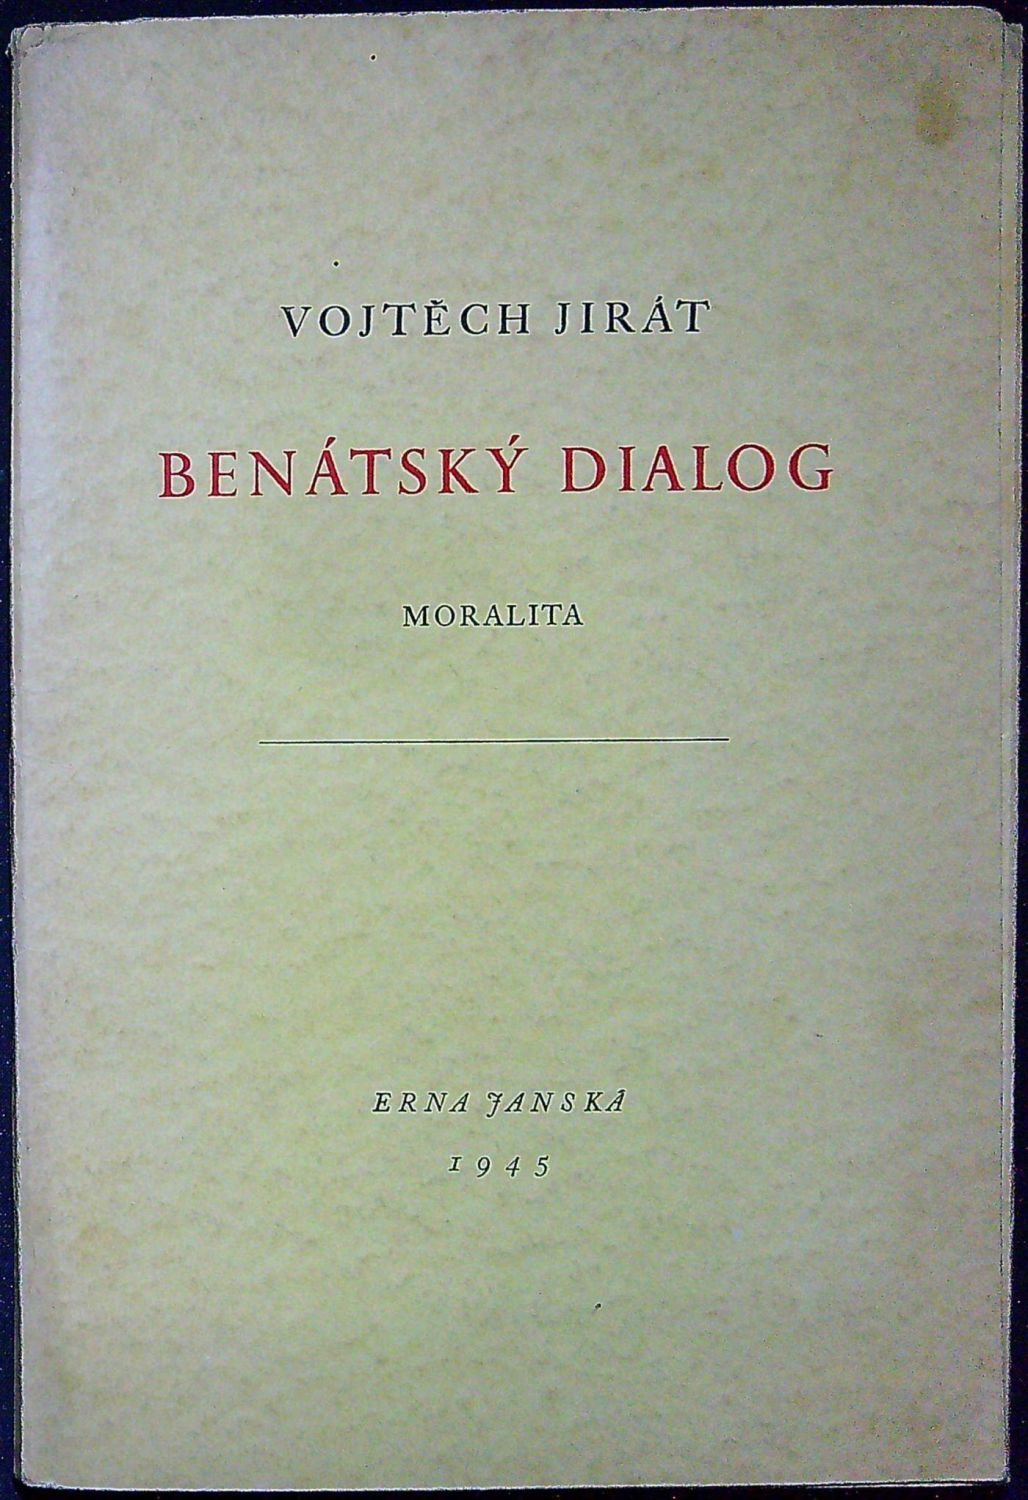 VOJTĚCH JIRÁT
BENÁTSKÝ DIALOG
MORALITA
ERNA JANSKÁ
1945